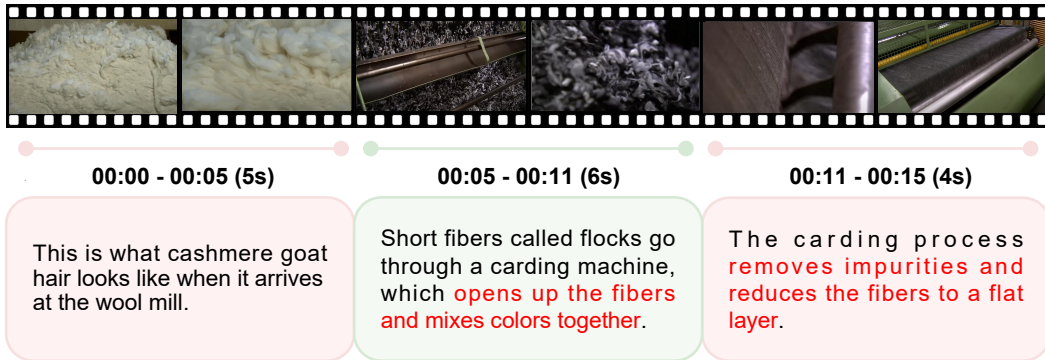 00:00 - 00:05 (5s)
00:05 - 00:11 (6s)
00:11 - 00:15 (4s)
This is what cashmere goat
hair looks like when it arrives
at the wool mill.
Short fibers called flocks go
through a carding machine,
which opens up the fibers
and mixes colors together.
The carding process
removes impurities and
reduces the fibers to a flat
layer.